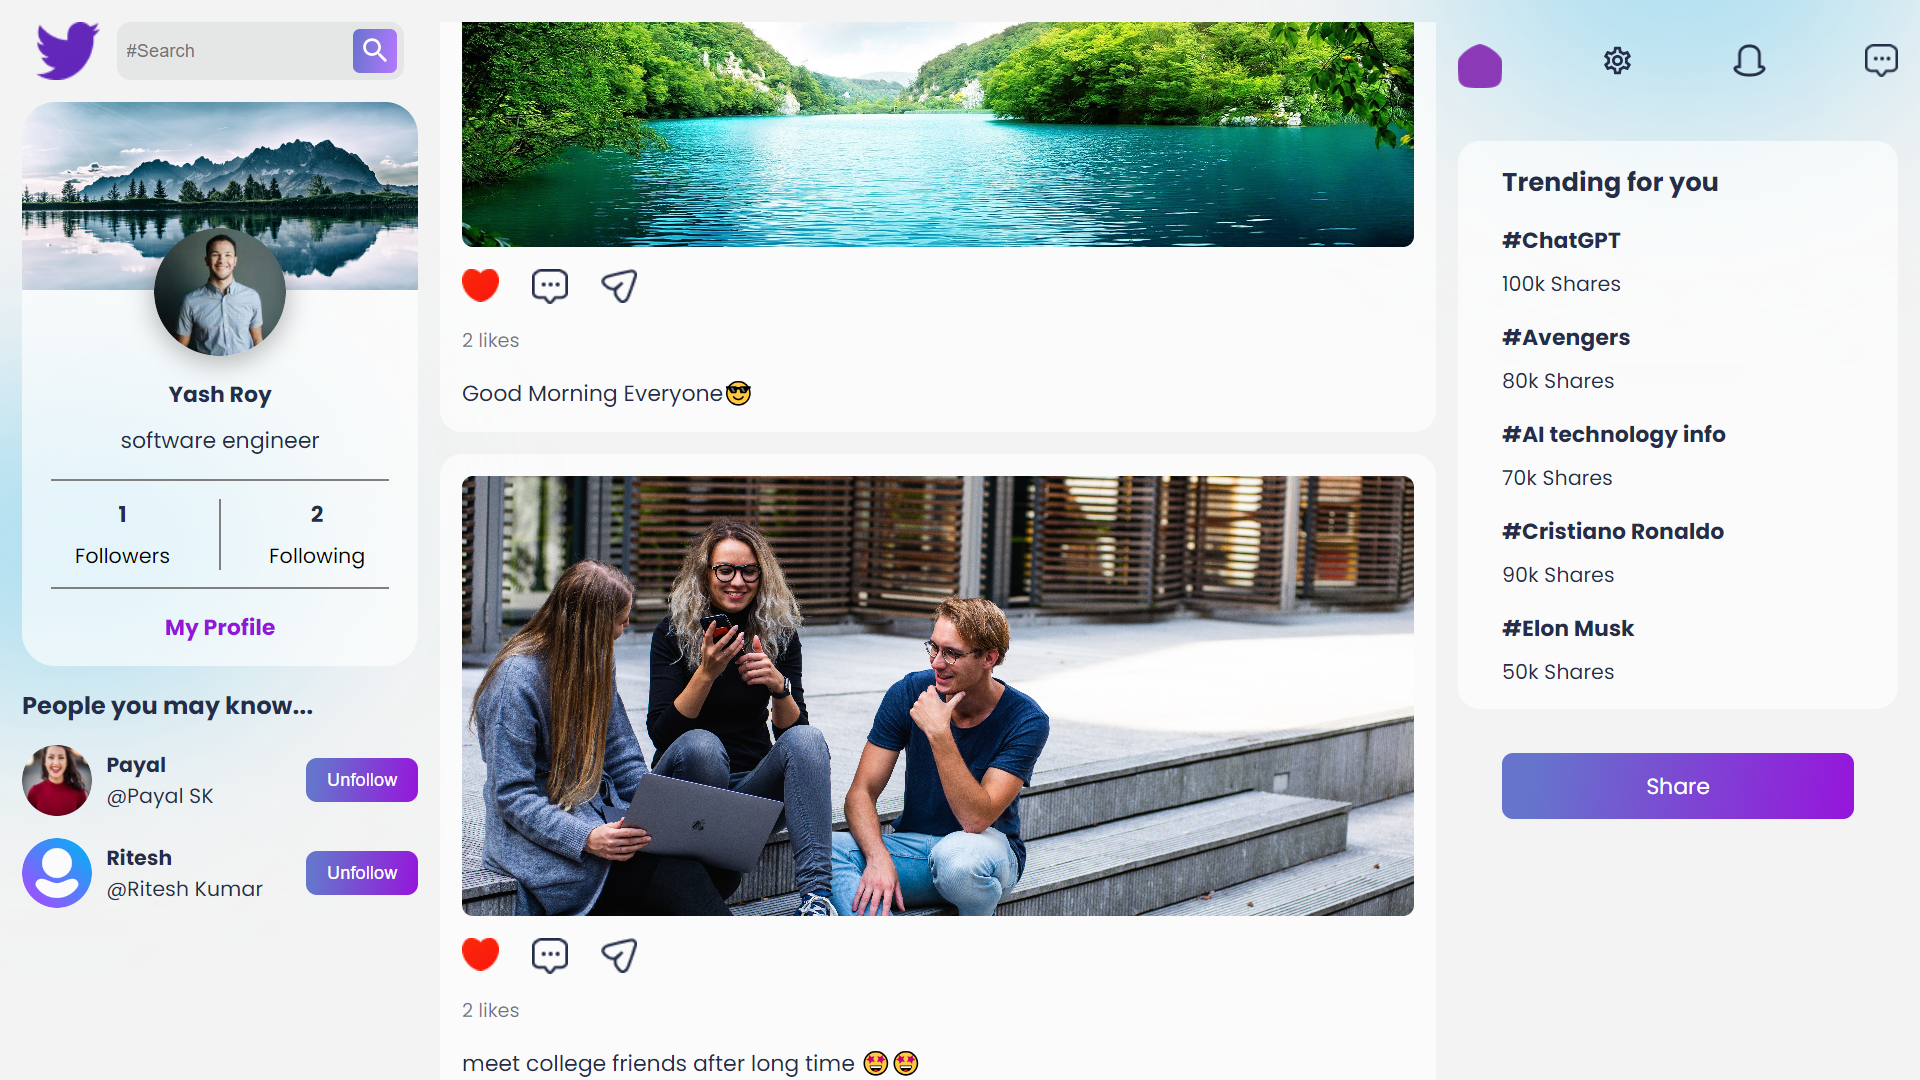 #Search
Yash Roy
software engineer
1
Followers
2
Following
My Profile
People you may know...
Payal
@Payal SK
Unfollow
Ritesh
@Ritesh Kumar
Unfollow
2 likes
Good Morning Everyone😎
2 likes
meet college friends after long time 🤩🤩
Trending for you
#ChatGPT
100k Shares
#Avengers
80k Shares
#AI technology info
70k Shares
#Cristiano Ronaldo
90k Shares
#Elon Musk
50k Shares
Share